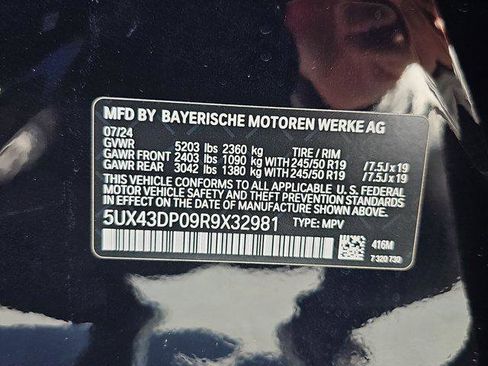 MFD BY BAYERISCHE MOTOREN WERKE AG
07/24
GVWR 5203 lbs 2360 kg TIRE / RIM
GAWR FRONT 2403 lbs 1090 kg WITH 245/50 R19 /7.5J x 19
GAWR REAR 3042 lbs 1380 kg WITH 245/50 R19 /7.5J x 19
THIS VEHICLE CONFORMS TO ALL APPLICABLE U.S. FEDERAL
MOTOR VEHICLE SAFETY AND THEFT PREVENTION STANDARDS
IN EFFECT ON THE DATE OF MANUFACTURE SHOWN ABOVE.
5UX43DP09R9X32981 TYPE: MPV
416M
7 320 730